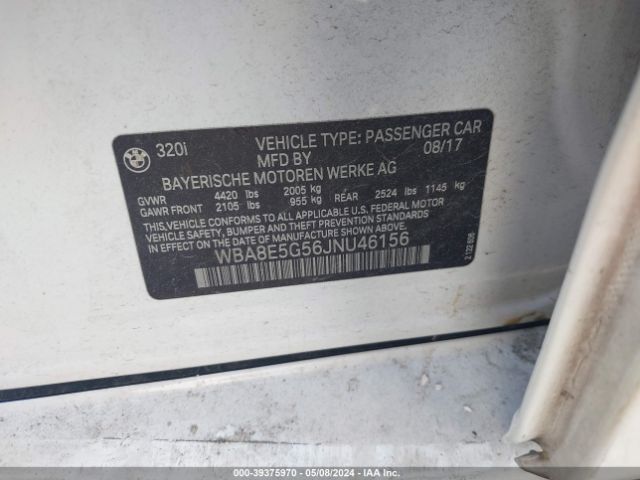 BMW
320i VEHICLE TYPE: PASSENGER CAR
MFD BY 08/17
BAYERISCHE MOTOREN WERKE AG
GVWR 4420 lbs 2005 kg
GAWR FRONT 2105 lbs 955 kg REAR 2524 lbs 1145 kg
THIS VEHICLE CONFORMS TO ALL APPLICABLE U.S. FEDERAL MOTOR
VEHICLE SAFETY, BUMPER AND THEFT PREVENTION STANDARDS
IN EFFECT ON THE DATE OF MANUFACTURE SHOWN ABOVE.
WBA8E5G56JNU46156
000-39375970 - 05/08/2024 - IAA Inc.